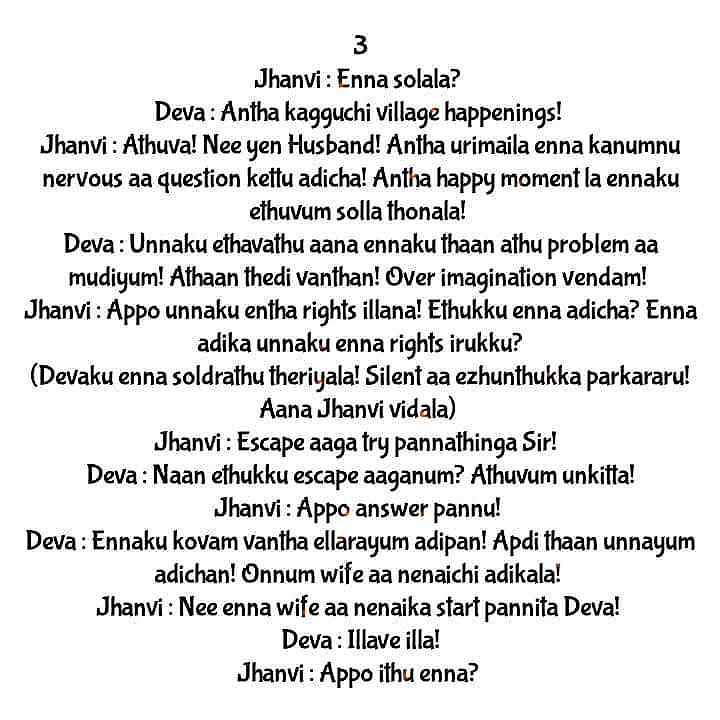 3
Jhanvi : Enna solala?
Deva : Antha kagguchi village happenings!
Jhanvi : Athuva! Nee yen Husband! Antha urimaila enna kanumnu
nervous aa question kettu adicha! Antha happy moment la ennaku
ethuvum solla thonala!
Deva : Unnaku ethavathu aana ennaku thaan athu problem aa
mudiyum! Athaan thedi vanthan! Over imagination vendam!
Jhanvi : Appo unnaku entha rights illana! Ethukku enna adicha? Enna
adika unnaku enna rights irukku?
(Devaku enna soldrathu theriyala! Silent aa ezhunthukka parkararu!
Aana Jhanvi vidala)
Jhanvi : Escape aaga try pannathinga Sir!
Deva : Naan ethukku escape aaganum? Athuvum unkitta!
Jhanvi : Appo answer pannu!
Deva : Ennaku kovam vantha ellarayum adipan! Apdi thaan unnayum
adichan! Onnum wife aa nenaichi adikala!
Jhanvi : Nee enna wife aa nenaika start pannita Deva!
Deva : Illave illa!
Jhanvi : Appo ithu enna?